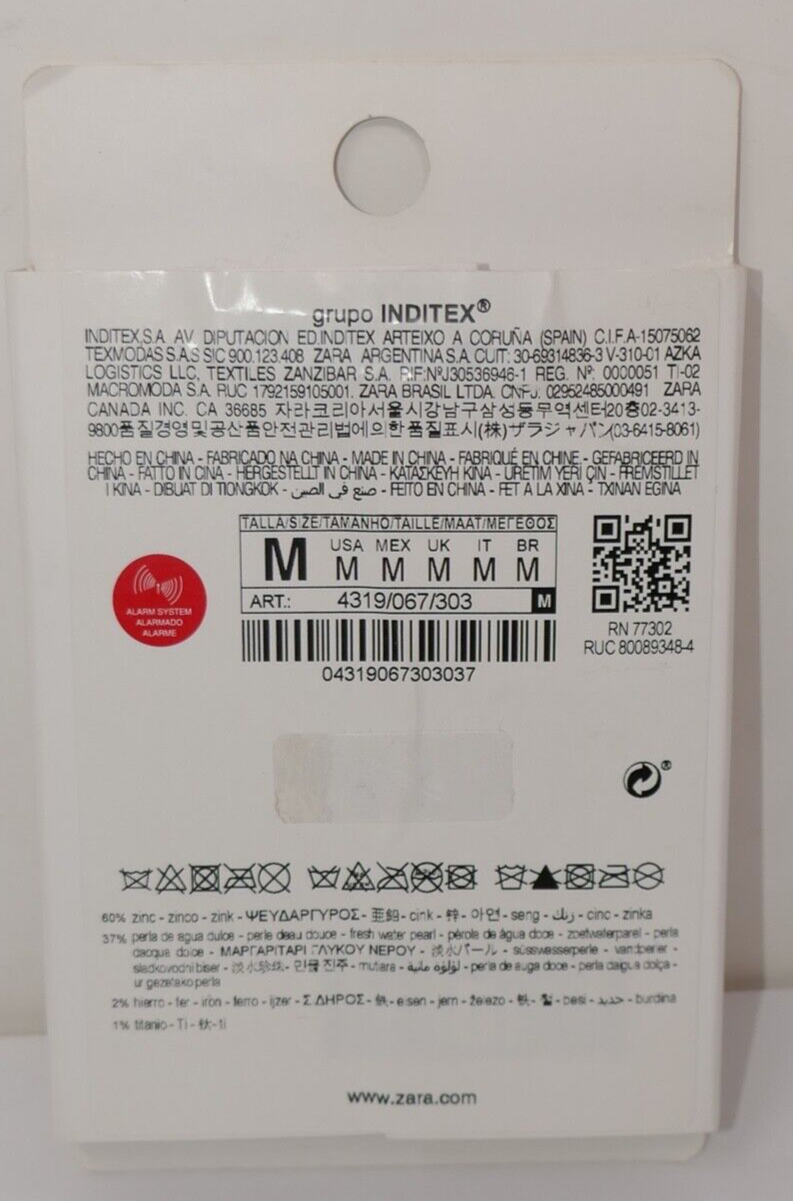 grupo INDITEX®
INDITEX,S.A. AV. DIPUTACION ED.INDITEX ARTEIXO A CORUÑA (SPAIN) C.I.F.A-15075062
TEXMODAS S.A.S SIC 900.123.408 ZARA ARGENTINA S.A. CUIT: 30-69314836-3 V-310-01 AZKA
LOGISTICS LLC, TEXTILES ZANZIBAR S.A. R.I.F:NºJ30536946-1 REG. Nº: 0000051 TI-02
MACROMODA S.A. RUC 1792159105001. ZARA BRASIL LTDA. CNPJ. 02952485000491 ZARA
CANADA INC. CA 36685 자라코리아서울시강남구삼성동무역센터20층02-3413-
9800품질경영및공산품안전관리법에의한품질표시(株)ザラジャパン(03-6415-8061)
HECHO EN CHINA - FABRICADO NA CHINA - MADE IN CHINA - FABRIQUÉ EN CHINE - GEFABRICEERD IN
CHINA - FATTO IN CINA - HERGESTELLT IN CHINA - ΚΑΤΑΣΚΕΥΗ ΚΙΝΑ - ÜRETIM YERI ÇIN - FREMSTILLET
I KINA - DIBUAT DI TIONGKOK - صنع في الصين - FEITO EN CHINA - FET A LA XINA - TXINAN EGINA
TALLA/SIZE/TAMANHO/TAILLE/MAAT/ΜΕΓΕΘΟΣ
M USA MEX UK IT BR
M M M M M
ART.: 4319/067/303 M
04319067303037
ALARM SYSTEM
ALARMADO
ALARME
RN 77302
RUC 80089348-4
60% zinc - zinco - zink - ΨΕΥΔΑΡΓΥΡΟΣ - 亜鉛 - cink - 锌 - 아연 - seng - زنك - cinc - zinka
37% perla de agua dulce - perle deau douce - fresh water pearl - pérola de água doce - zoetwaterparel - perla
dacqua dolce - ΜΑΡΓΑΡΙΤΑΡΙ ΓΛΥΚΟΥ ΝΕΡΟΥ - 淡水パール - süsswasserperle -
sladkovodni biser - 淡水珍珠 - 민물 진주 - mutiara - لؤلؤة مائية - perla de auga doce - perla daigua dolça -
ur gezetako perla
2% hierro - fer - iron - ferro - ijzer - ΣΙΔΗΡΟΣ - 鉄 - eisen - jern - železo - 铁 - 철 - besi - حديد - burdina
1% titanio - Ti - 钛 - ti
www.zara.com